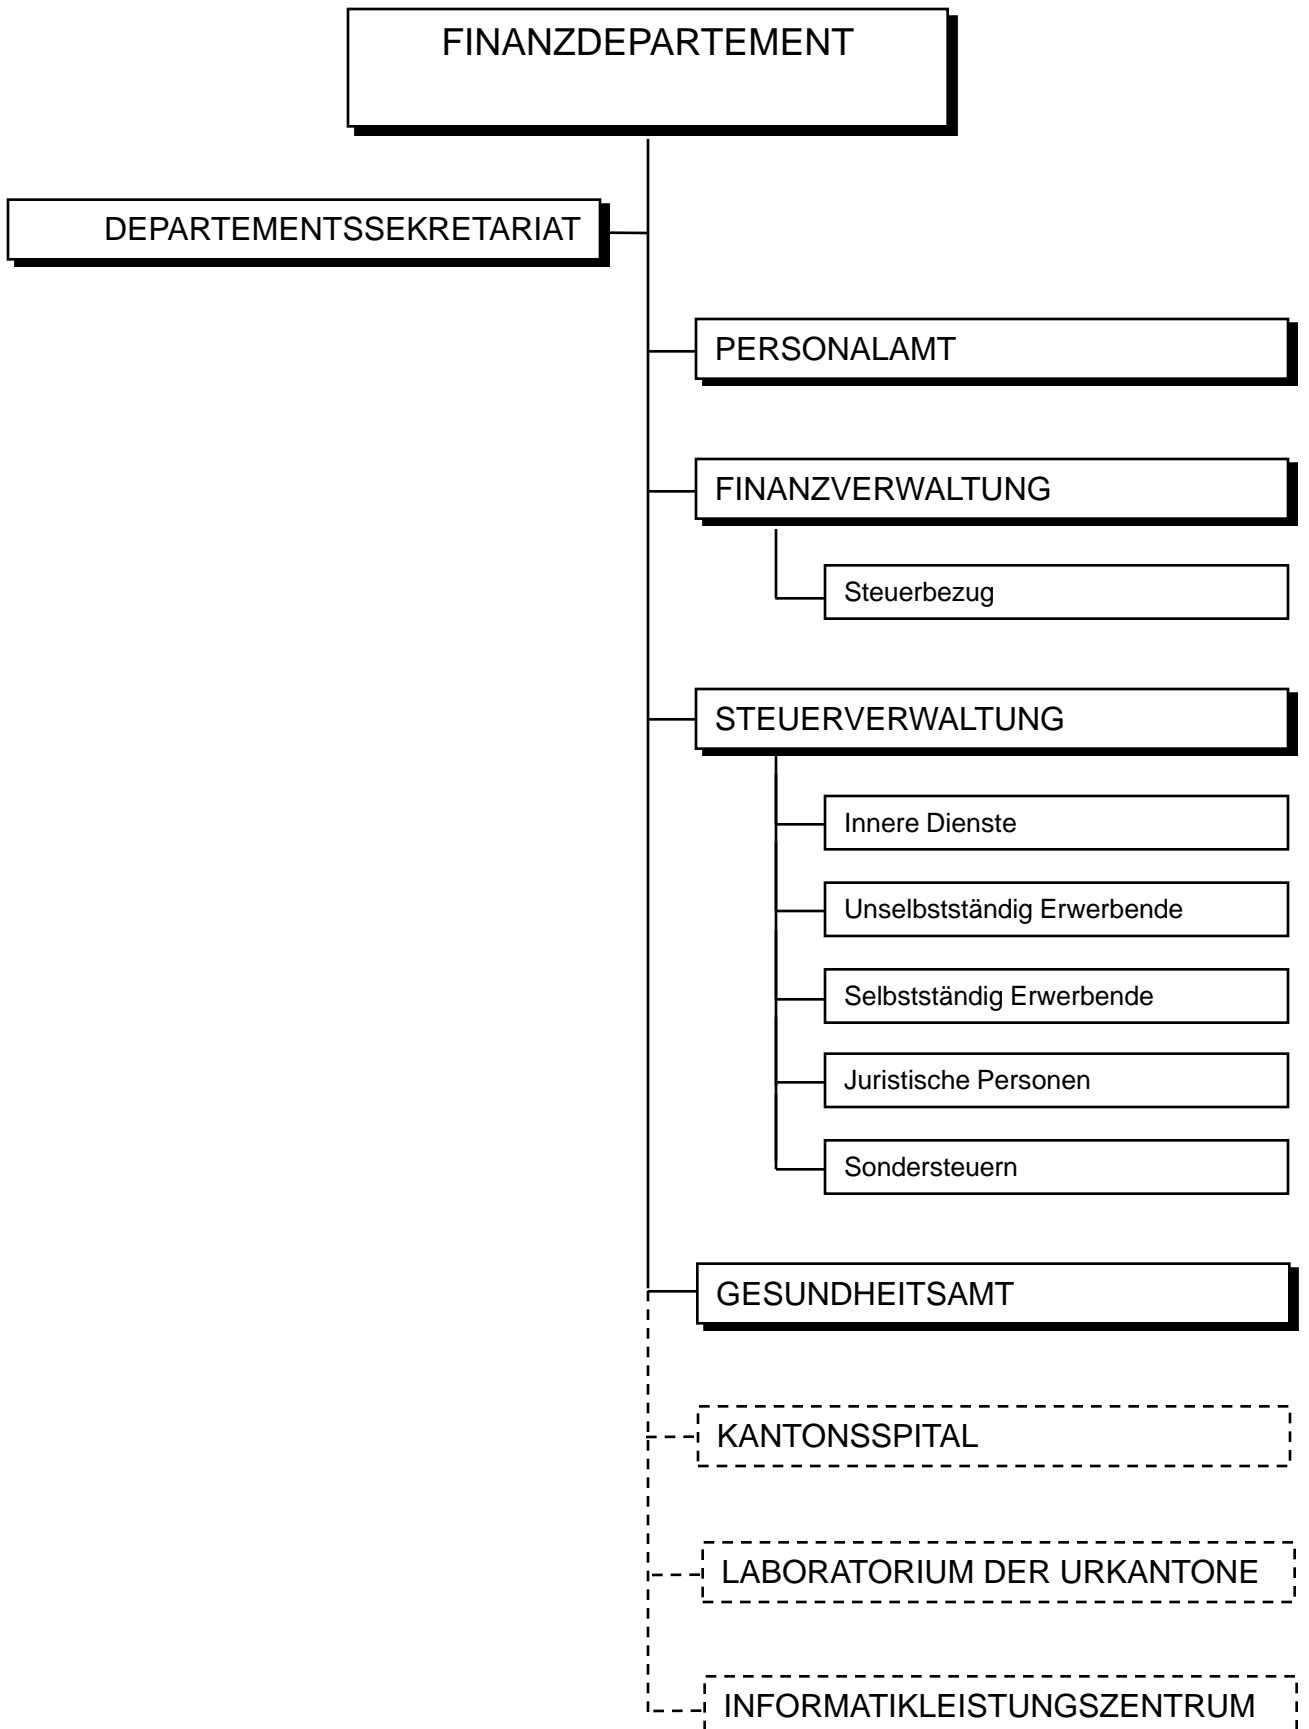 FINANZDEPARTEMENT
DEPARTEMENTSSEKRETARIAT
PERSONALAMT
FINANZVERWALTUNG
Steuerbezug
STEUERVERWALTUNG
Innere Dienste
Unselbstständig Erwerbende
Selbstständig Erwerbende
Juristische Personen
Sondersteuern
GESUNDHEITSAMT
KANTONSSPITAL
LABORATORIUM DER URKANTONE
INFORMATIKLEISTUNGSZENTRUM